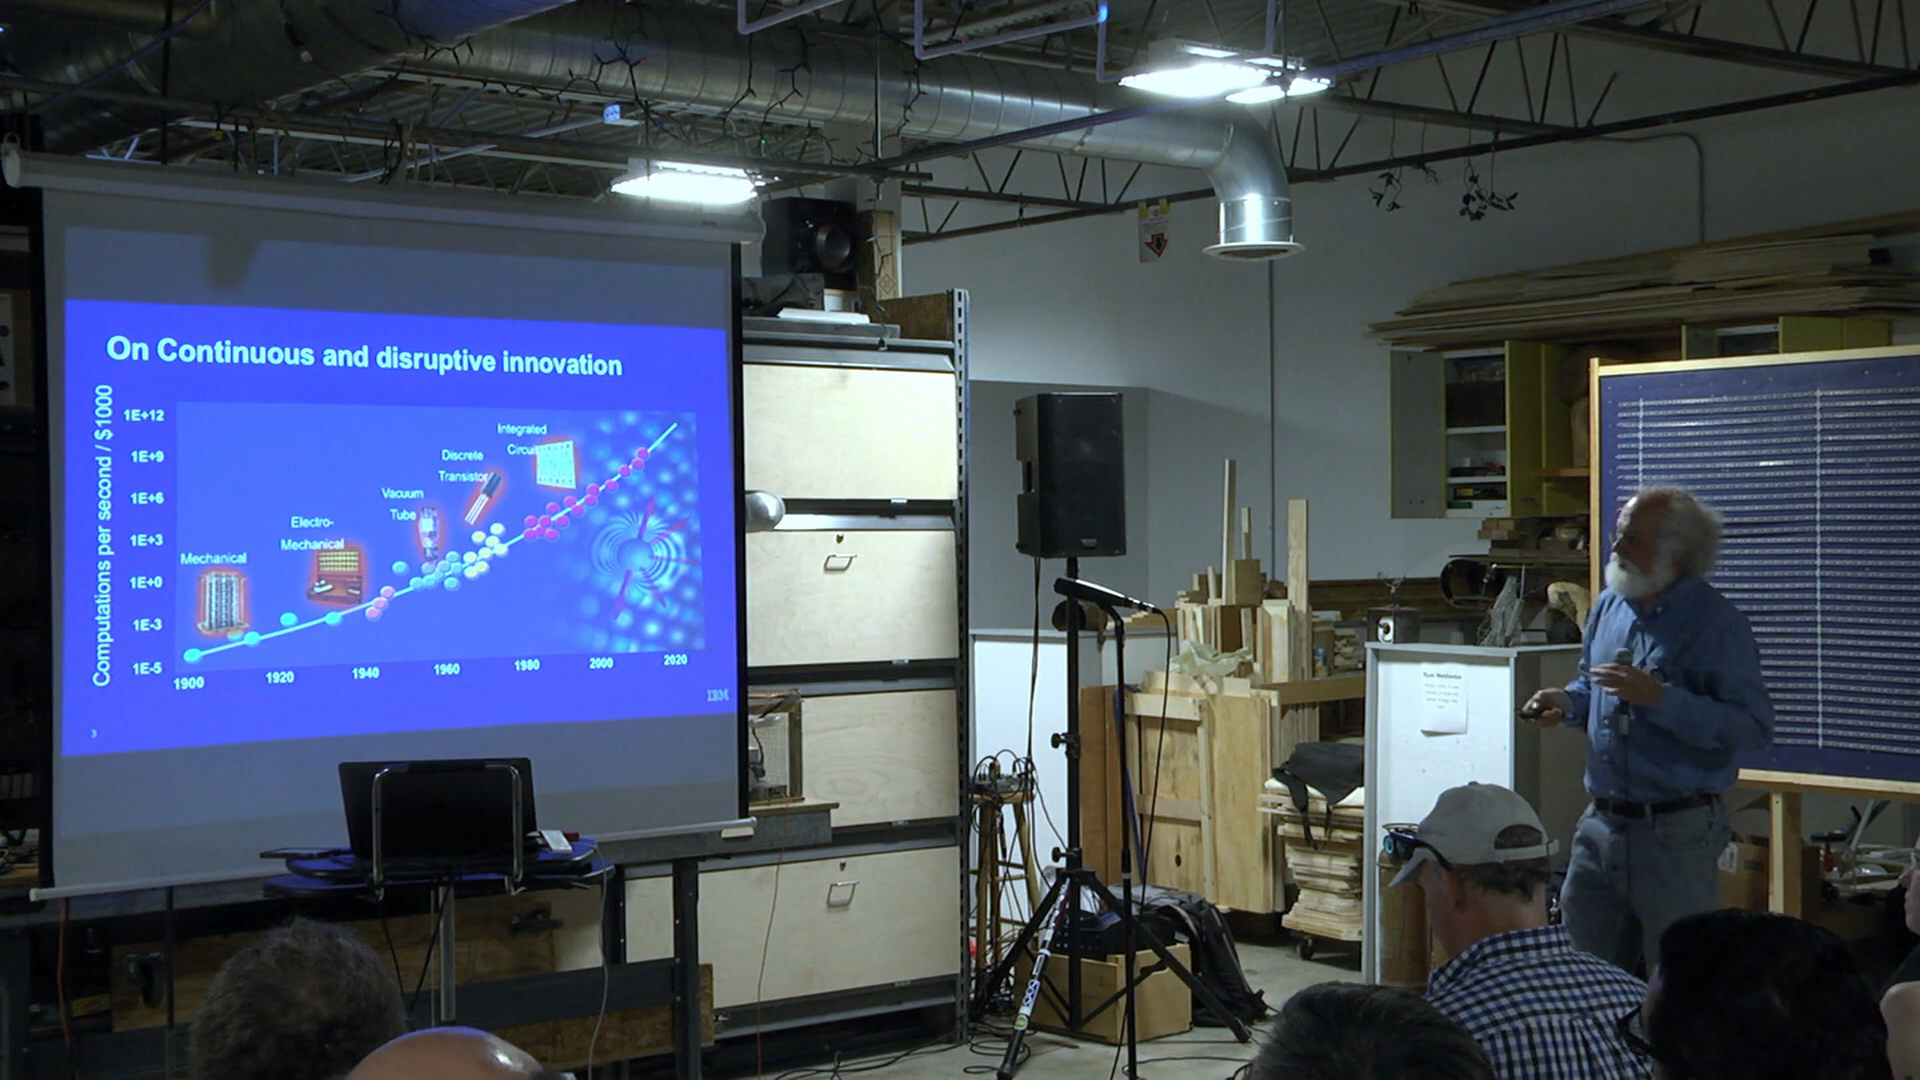 On Continuous and disruptive innovation
Computations per second / $1000
1E+12
1E+9
1E+6
1E+3
1E+0
1E-3
1E-5
Mechanical
Electro-
Mechanical
Vacuum
Tube
Discrete
Transistor
Integrated
Circuit
1900
1920
1940
1960
1980
2000
2020
IBM
3